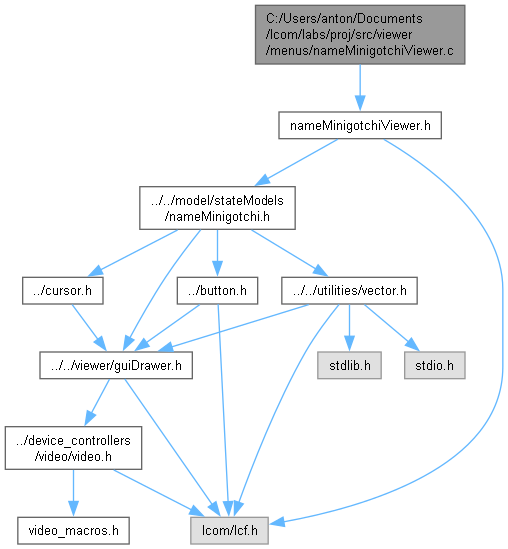 C:/Users/anton/Documents
/lcom/labs/proj/src/viewer
/menus/nameMinigotchiViewer.c
nameMinigotchiViewer.h
../../model/stateModels
/nameMinigotchi.h
../cursor.h
../button.h
../../utilities/vector.h
../../viewer/guiDrawer.h
stdlib.h
stdio.h
../device_controllers
/video/video.h
video_macros.h
lcom/lcf.h